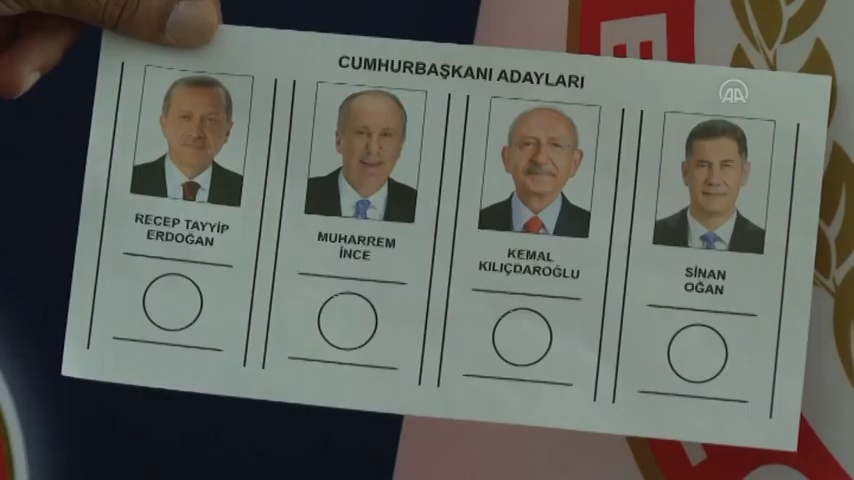 CUMHURBAŞKANI ADAYLARI
AA
RECEP TAYYİP
ERDOĞAN
MUHARREM
İNCE
KEMAL
KILIÇDAROĞLU
SİNAN
OĞAN